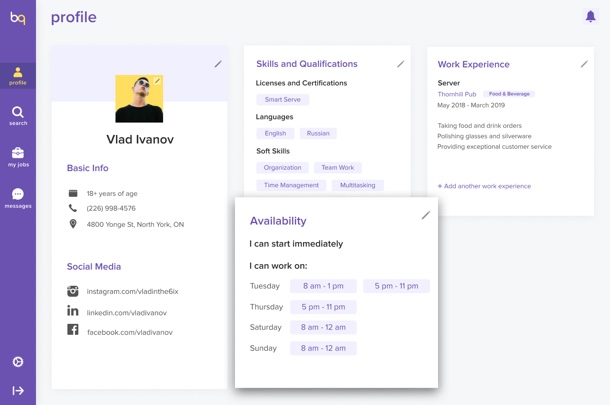 bq
profile
profile
search
my jobs
messages
Vlad Ivanov
Basic Info
18+ years of age
(226) 998-4576
4800 Yonge St, North York, ON
Social Media
instagram.com/vladinthe6ix
linkedin.com/vladivanov
facebook.com/vladivanov
Skills and Qualifications
Licenses and Certifications
Smart Serve
Languages
English Russian
Soft Skills
Organization Team Work
Time Management Multitasking
Work Experience
Server
Thornhill Pub Food & Beverage
May 2018 - March 2019
Taking food and drink orders
Polishing glasses and silverware
Providing exceptional customer service
+ Add another work experience
Availability
I can start immediately
I can work on:
Tuesday 8 am - 1 pm 5 pm - 11 pm
Thursday 5 pm - 11 pm
Saturday 8 am - 12 am
Sunday 8 am - 12 am